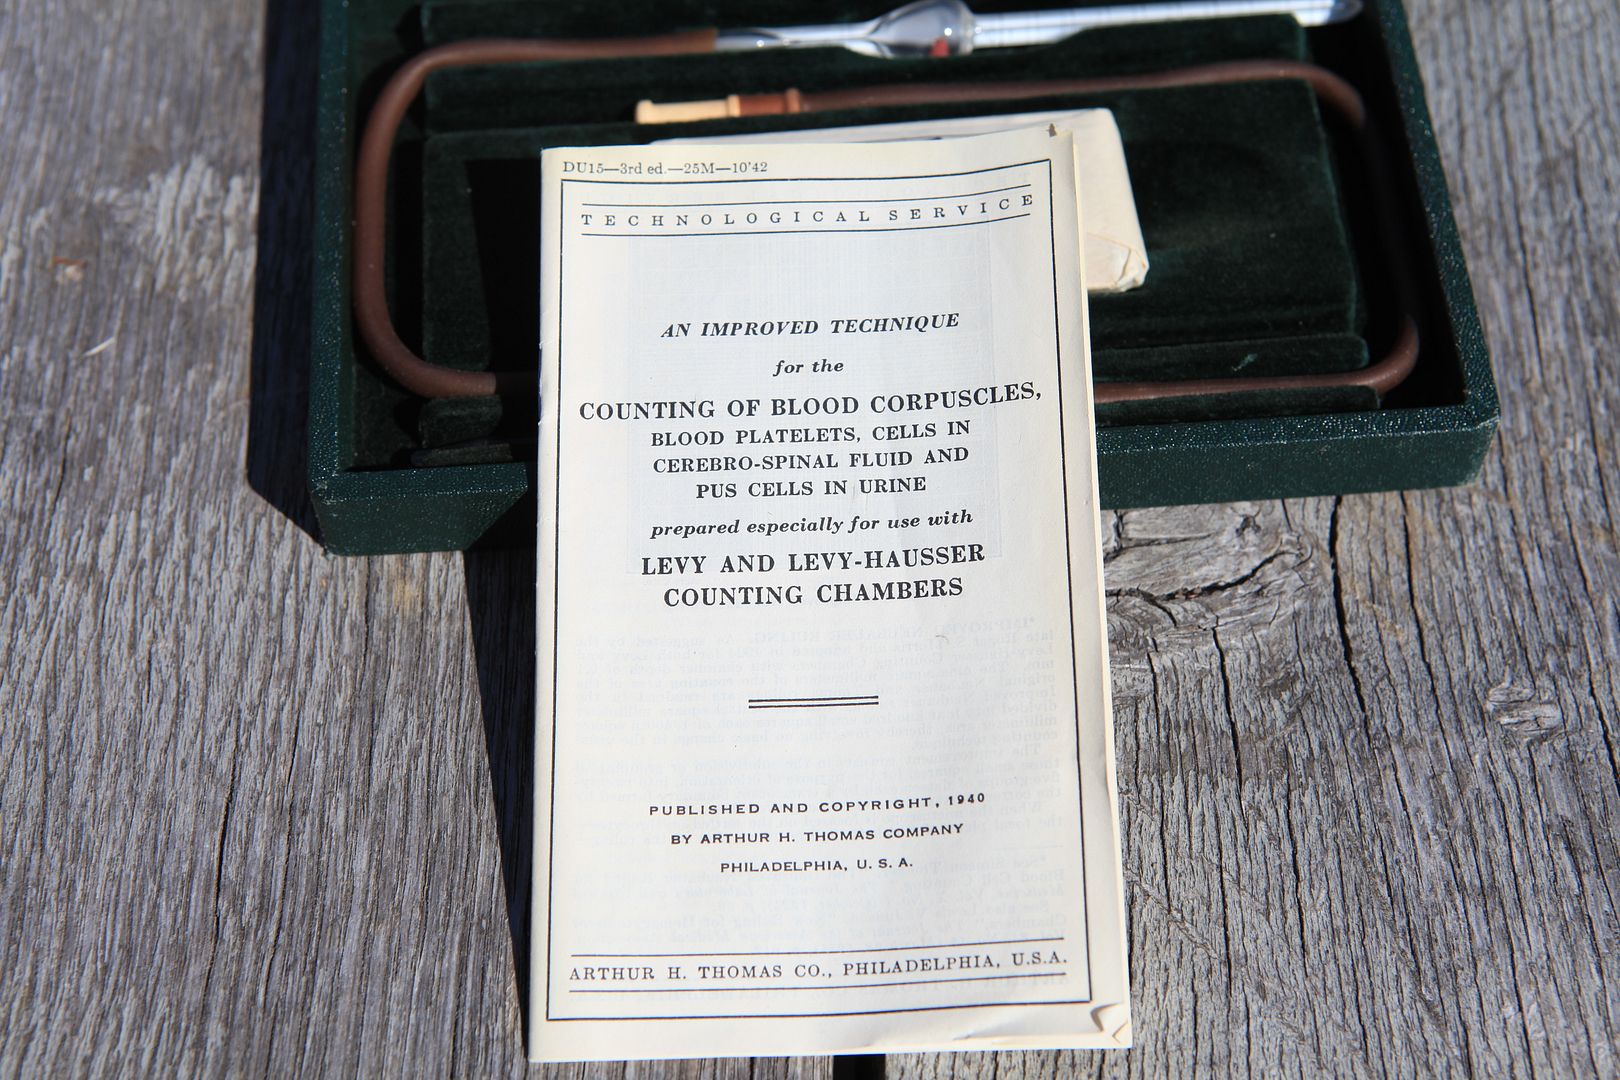 DU15—3rd ed.—25M—10'42
TECHNOLOGICAL SERVICE
AN IMPROVED TECHNIQUE
for the
COUNTING OF BLOOD CORPUSCLES,
BLOOD PLATELETS, CELLS IN
CEREBRO-SPINAL FLUID AND
PUS CELLS IN URINE
prepared especially for use with
LEVY AND LEVY-HAUSSER
COUNTING CHAMBERS
PUBLISHED AND COPYRIGHT, 1940
BY ARTHUR H. THOMAS COMPANY
PHILADELPHIA, U. S. A.
ARTHUR H. THOMAS CO., PHILADELPHIA, U.S.A.